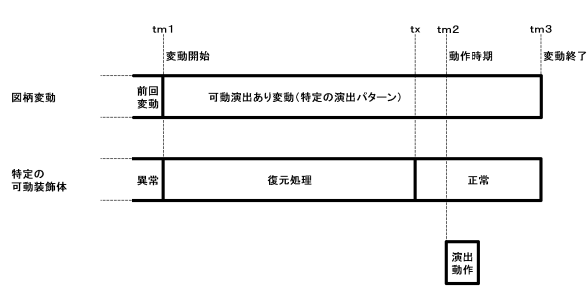 tm1
tx
tm2
tm3
変動開始
動作時期
変動終了
図柄変動
前回
変動
可動演出あり変動(特定の演出パターン)
特定の
可動装飾体
異常
復元処理
正常
演出
動作